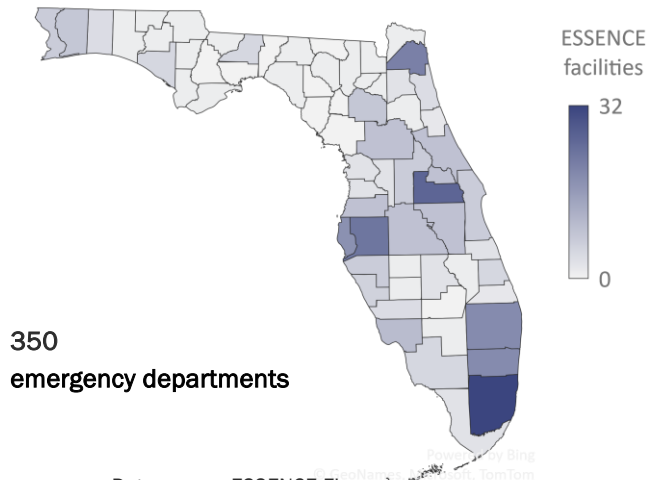 ESSENCE
facilities
32
0
350
emergency departments
Powered by Bing
© GeoNames, Microsoft, TomTom